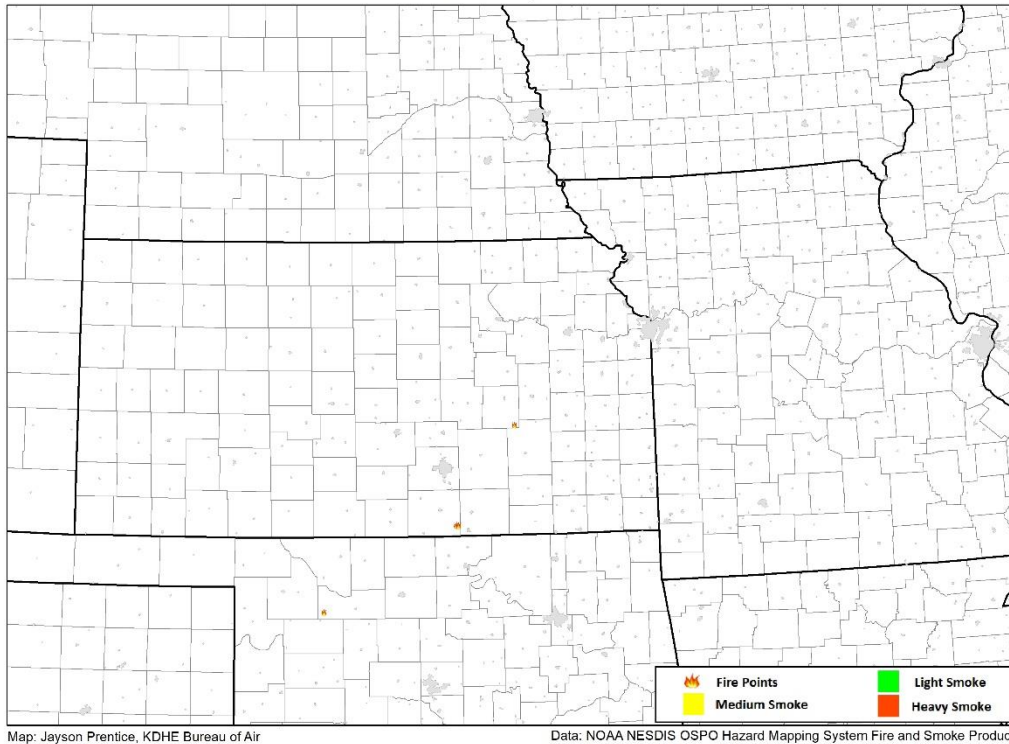 Fire Points
Light Smoke
Medium Smoke
Heavy Smoke
Map: Jayson Prentice, KDHE Bureau of Air
Data: NOAA NESDIS OSPO Hazard Mapping System Fire and Smoke Produc